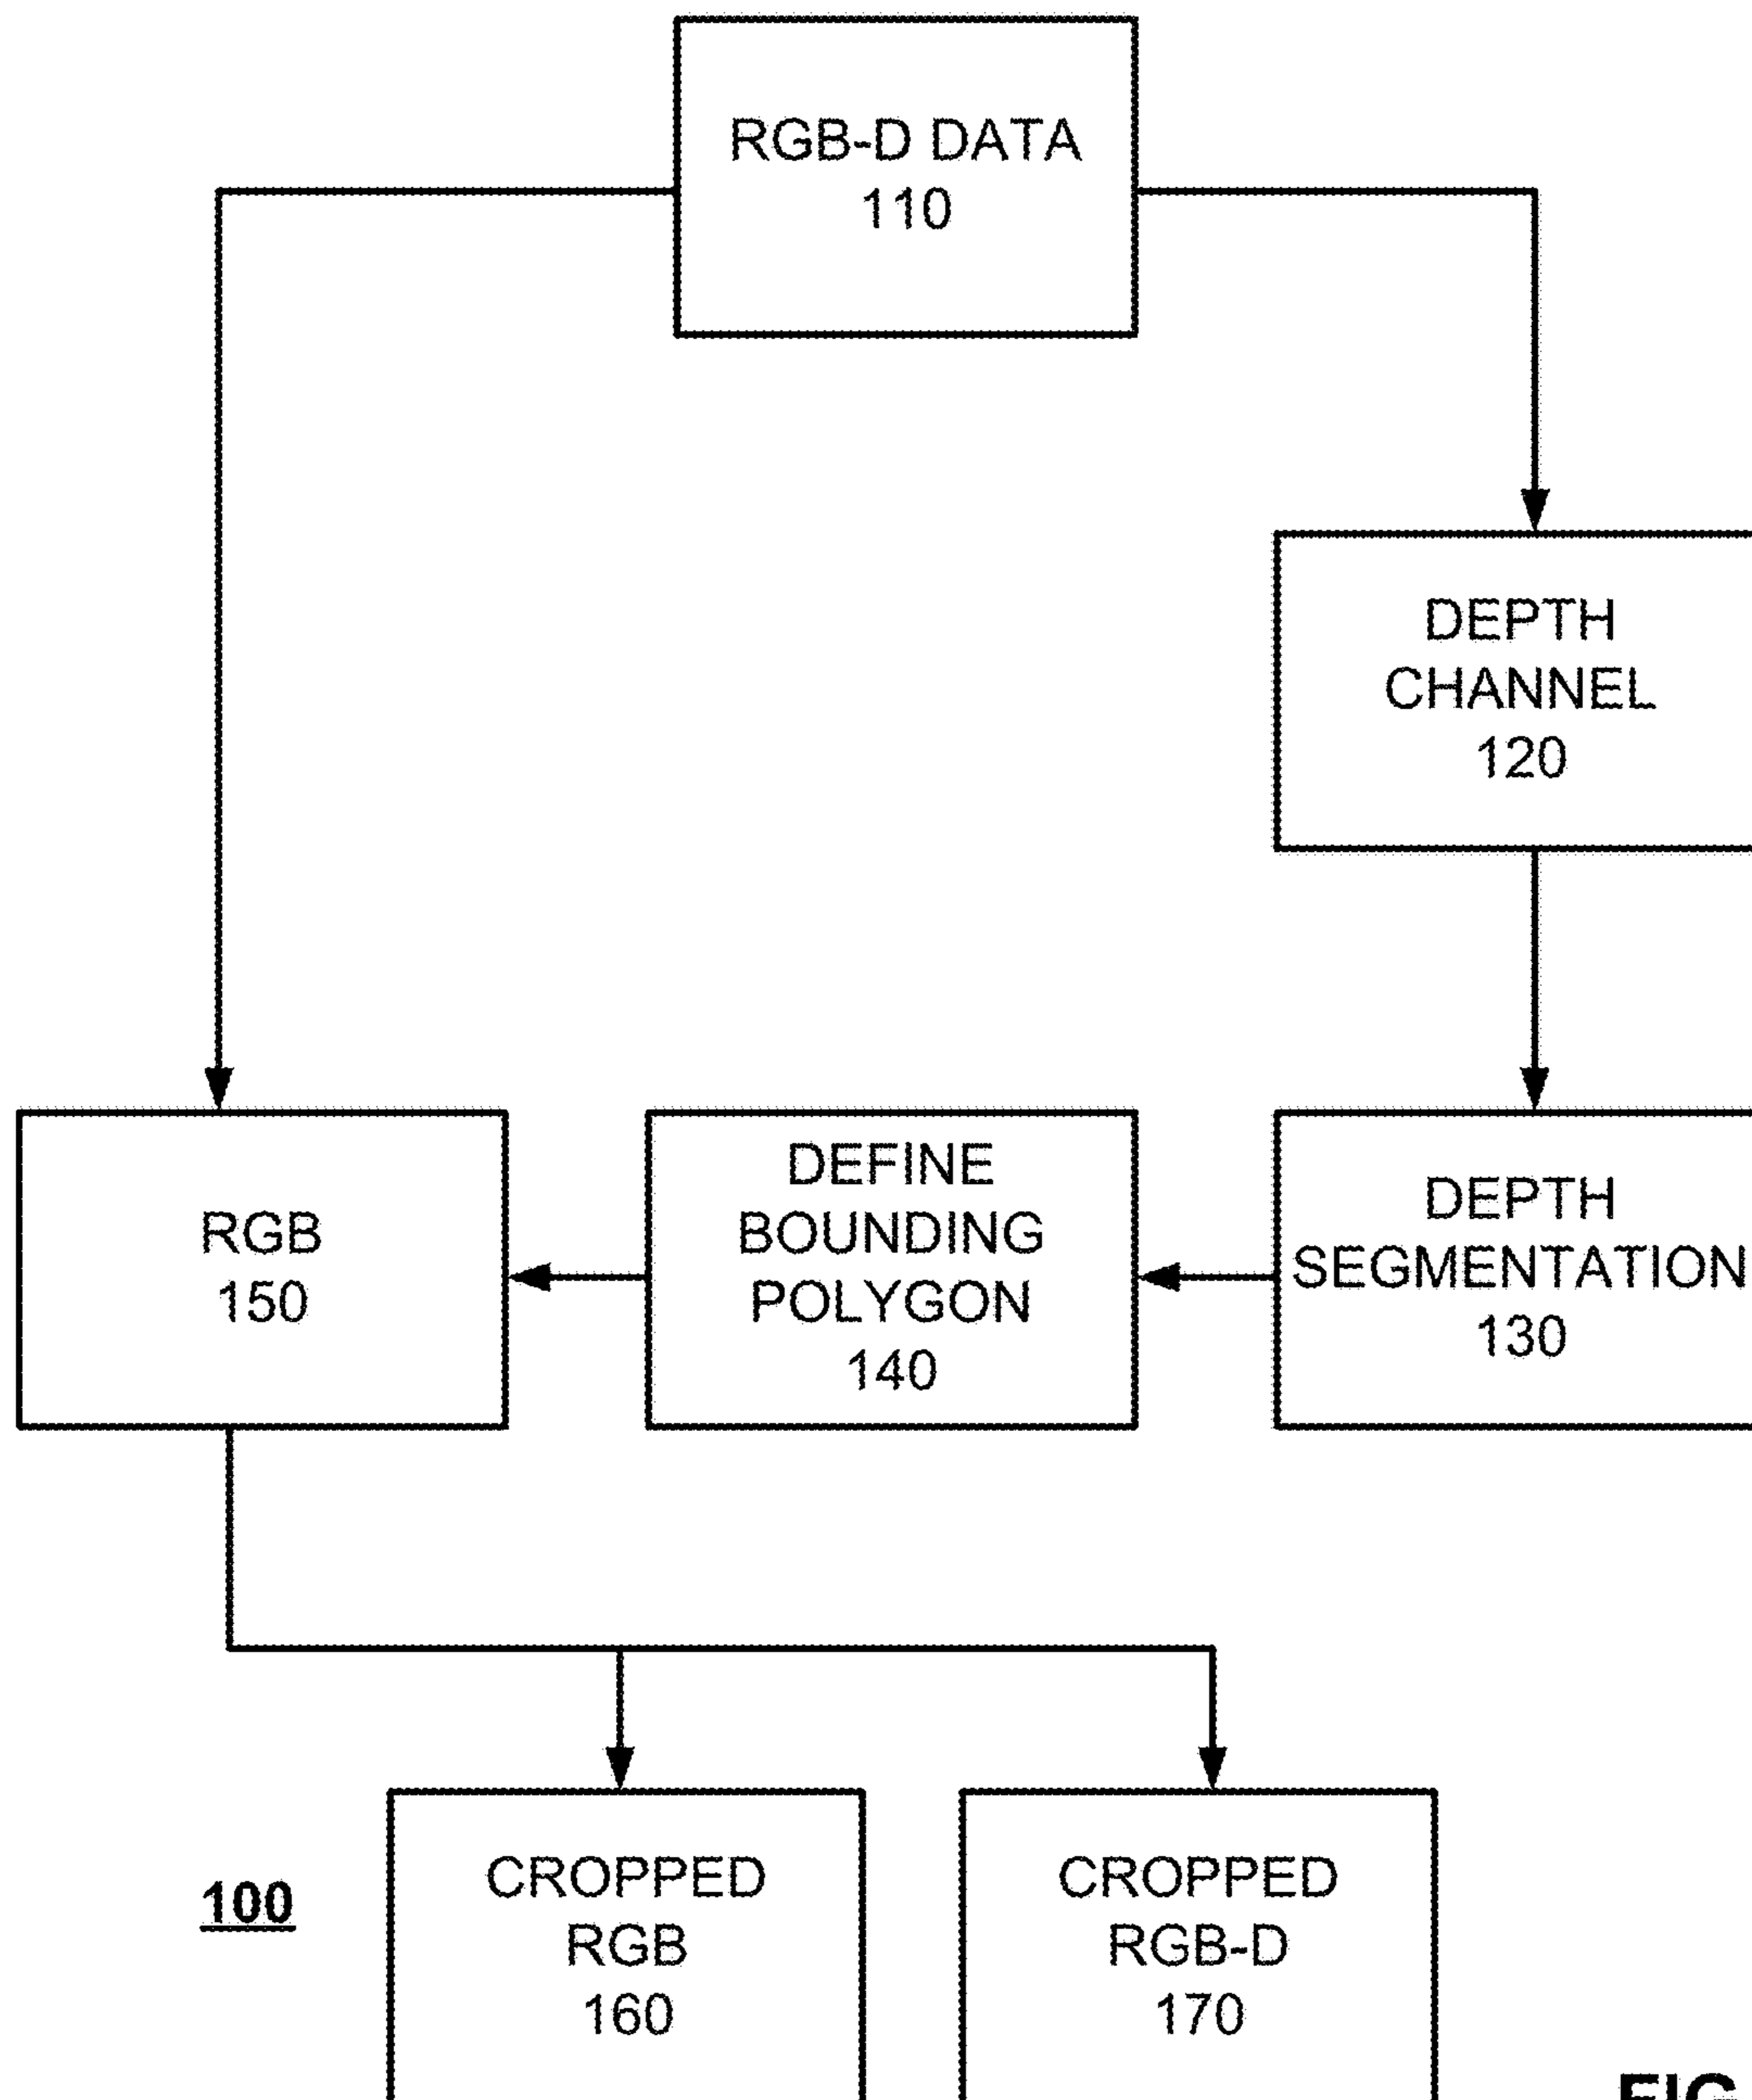 RGB-D DATA
110
DEPTH
CHANNEL
120
RGB
150
DEFINE
BOUNDING
POLYGON
140
DEPTH
SEGMENTATION
130
100
CROPPED
RGB
160
CROPPED
RGB-D
170
FIG